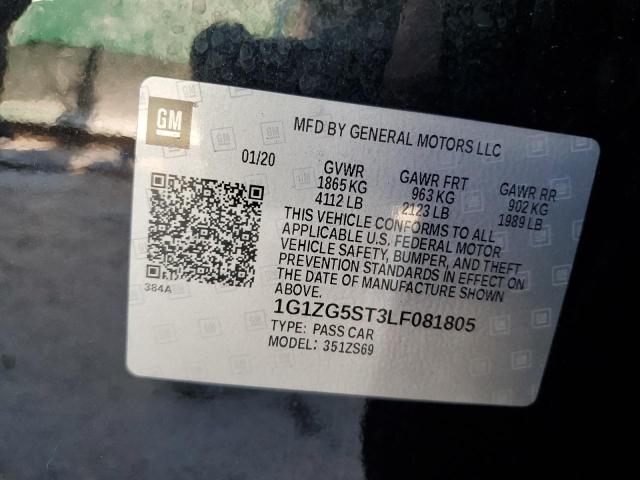 GM
MFD BY GENERAL MOTORS LLC
01/20
GVWR
1865 KG
4112 LB
GAWR FRT
963 KG
2123 LB
GAWR RR
902 KG
1989 LB
THIS VEHICLE CONFORMS TO ALL
APPLICABLE U.S. FEDERAL MOTOR
VEHICLE SAFETY, BUMPER, AND THEFT
PREVENTION STANDARDS IN EFFECT ON
THE DATE OF MANUFACTURE SHOWN
ABOVE.
384A
1G1ZG5ST3LF081805
TYPE: PASS CAR
MODEL: 351ZS69